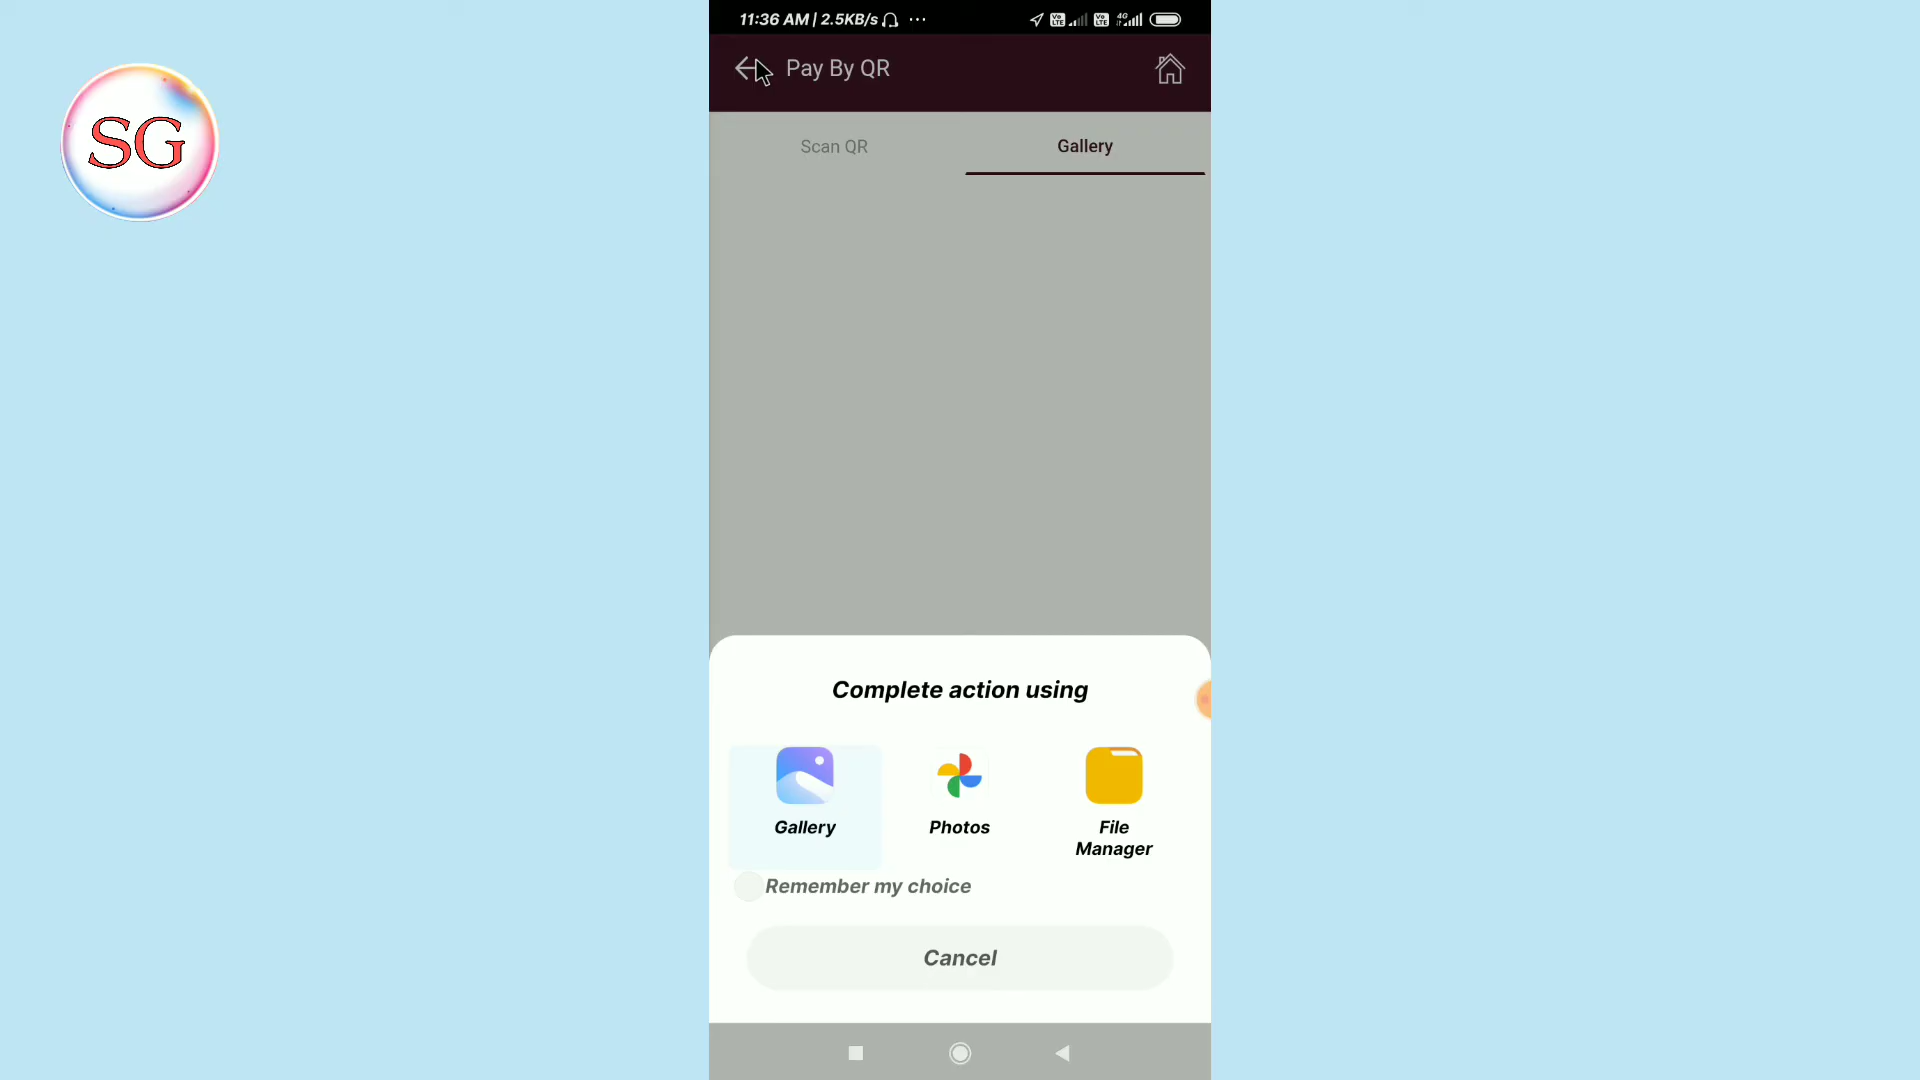 11:36 AM | 2.5KB/s
Pay By QR
SG
Scan QR
Gallery
Complete action using
Gallery
Photos
File
Manager
Remember my choice
Cancel